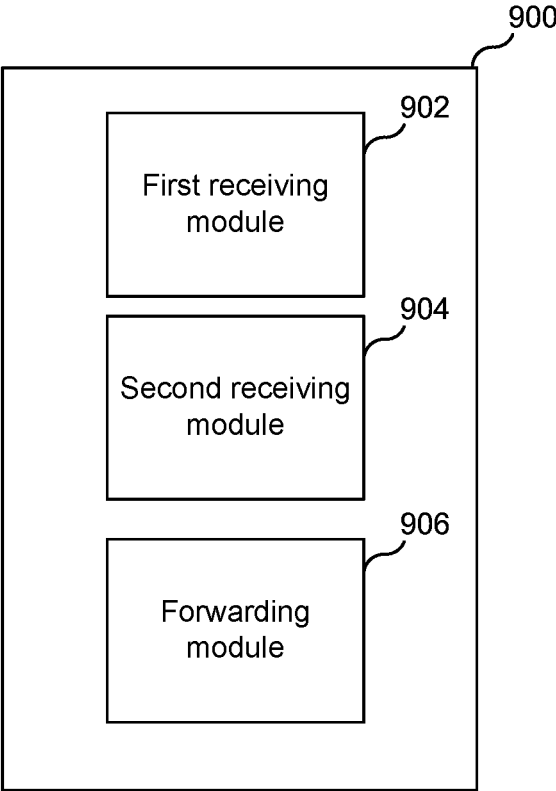 900
902
First receiving
module
904
Second receiving
module
906
Forwarding
module